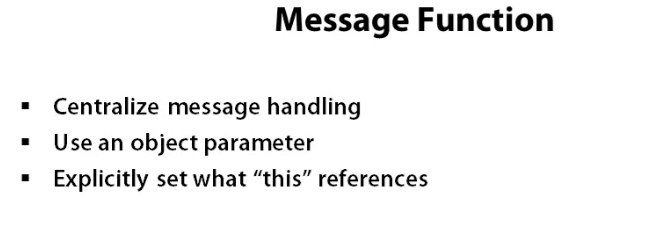 Message Function
▪ Centralize message handling
▪ Use an object parameter
▪ Explicitly set what “this” references